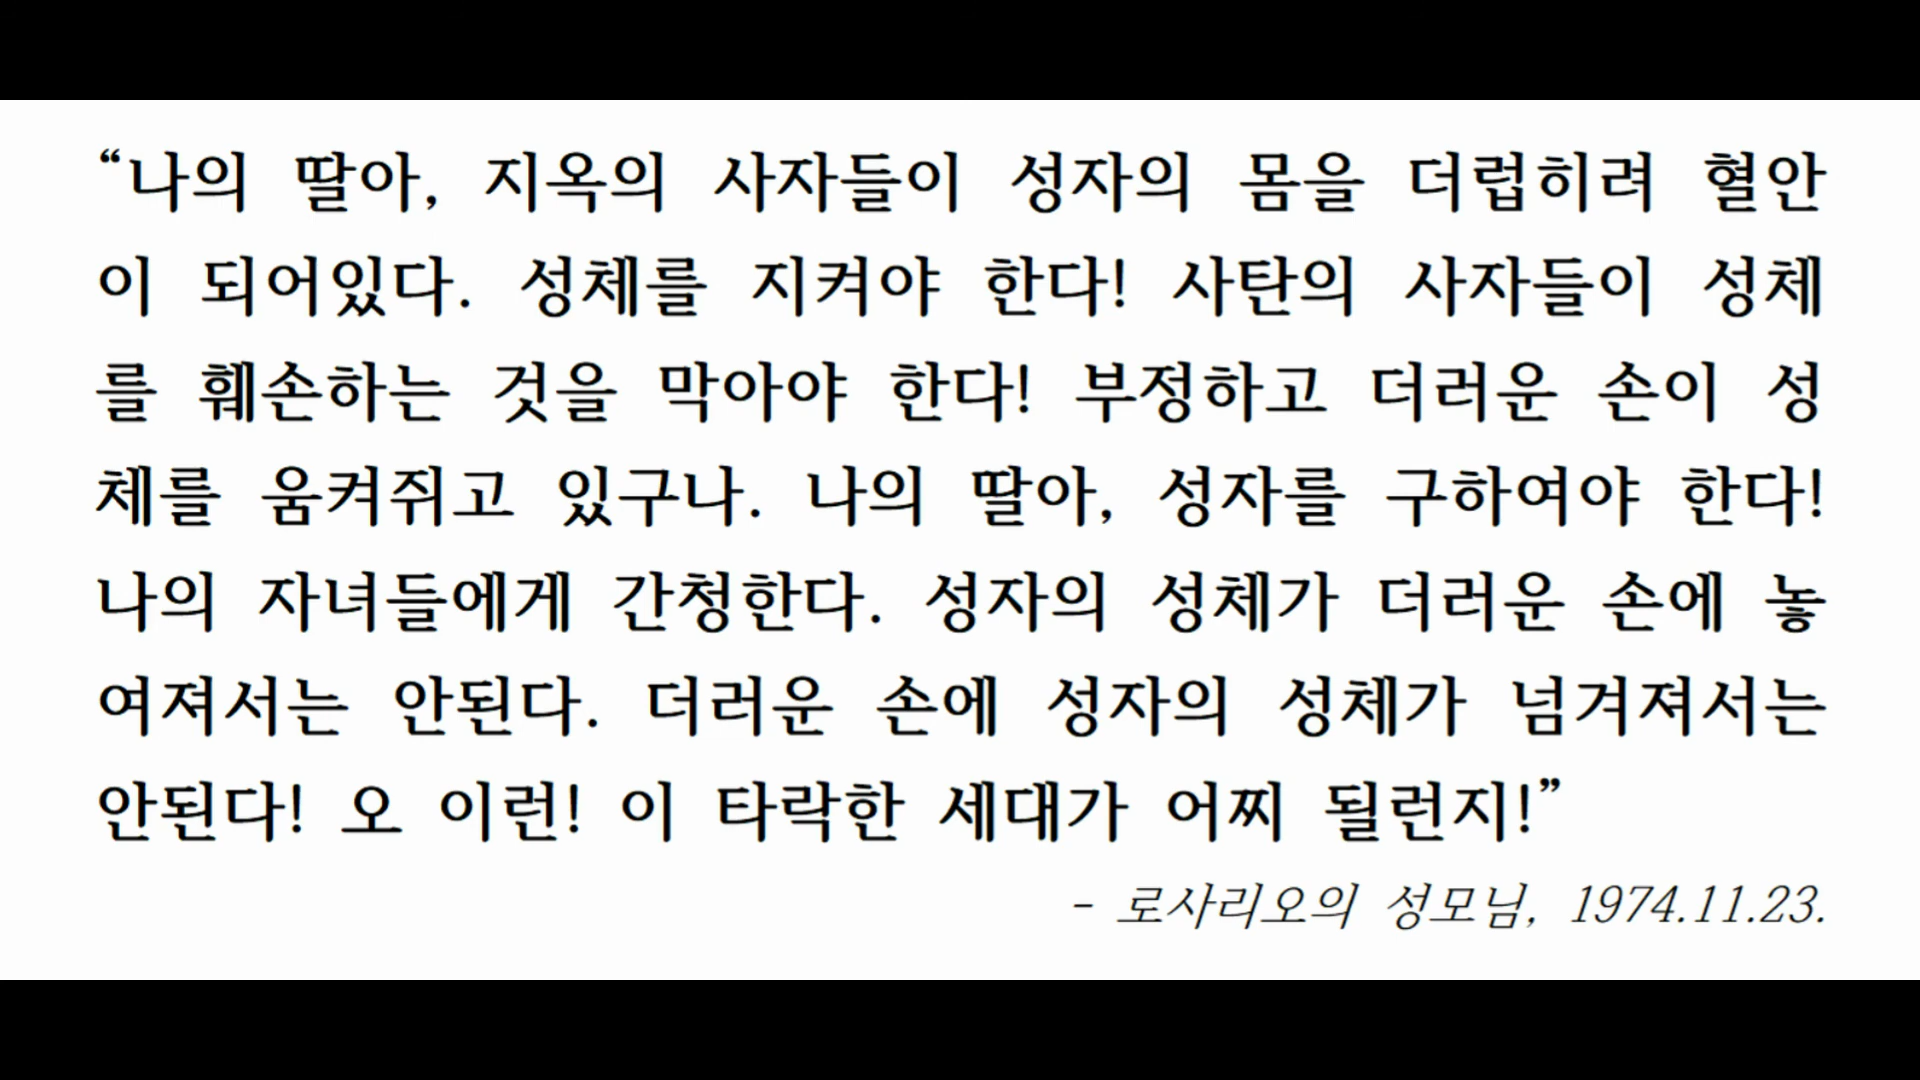 “나의 딸아, 지옥의 사자들이 성자의 몸을 더럽히려 혈안
이 되어있다. 성체를 지켜야 한다! 사탄의 사자들이 성체
를 훼손하는 것을 막아야 한다! 부정하고 더러운 손이 성
체를 움켜쥐고 있구나. 나의 딸아, 성자를 구하여야 한다!
나의 자녀들에게 간청한다. 성자의 성체가 더러운 손에 놓
여져서는 안된다. 더러운 손에 성자의 성체가 넘겨져서는
안된다! 오 이런! 이 타락한 세대가 어찌 될런지!”
- 로사리오의 성모님, 1974.11.23.